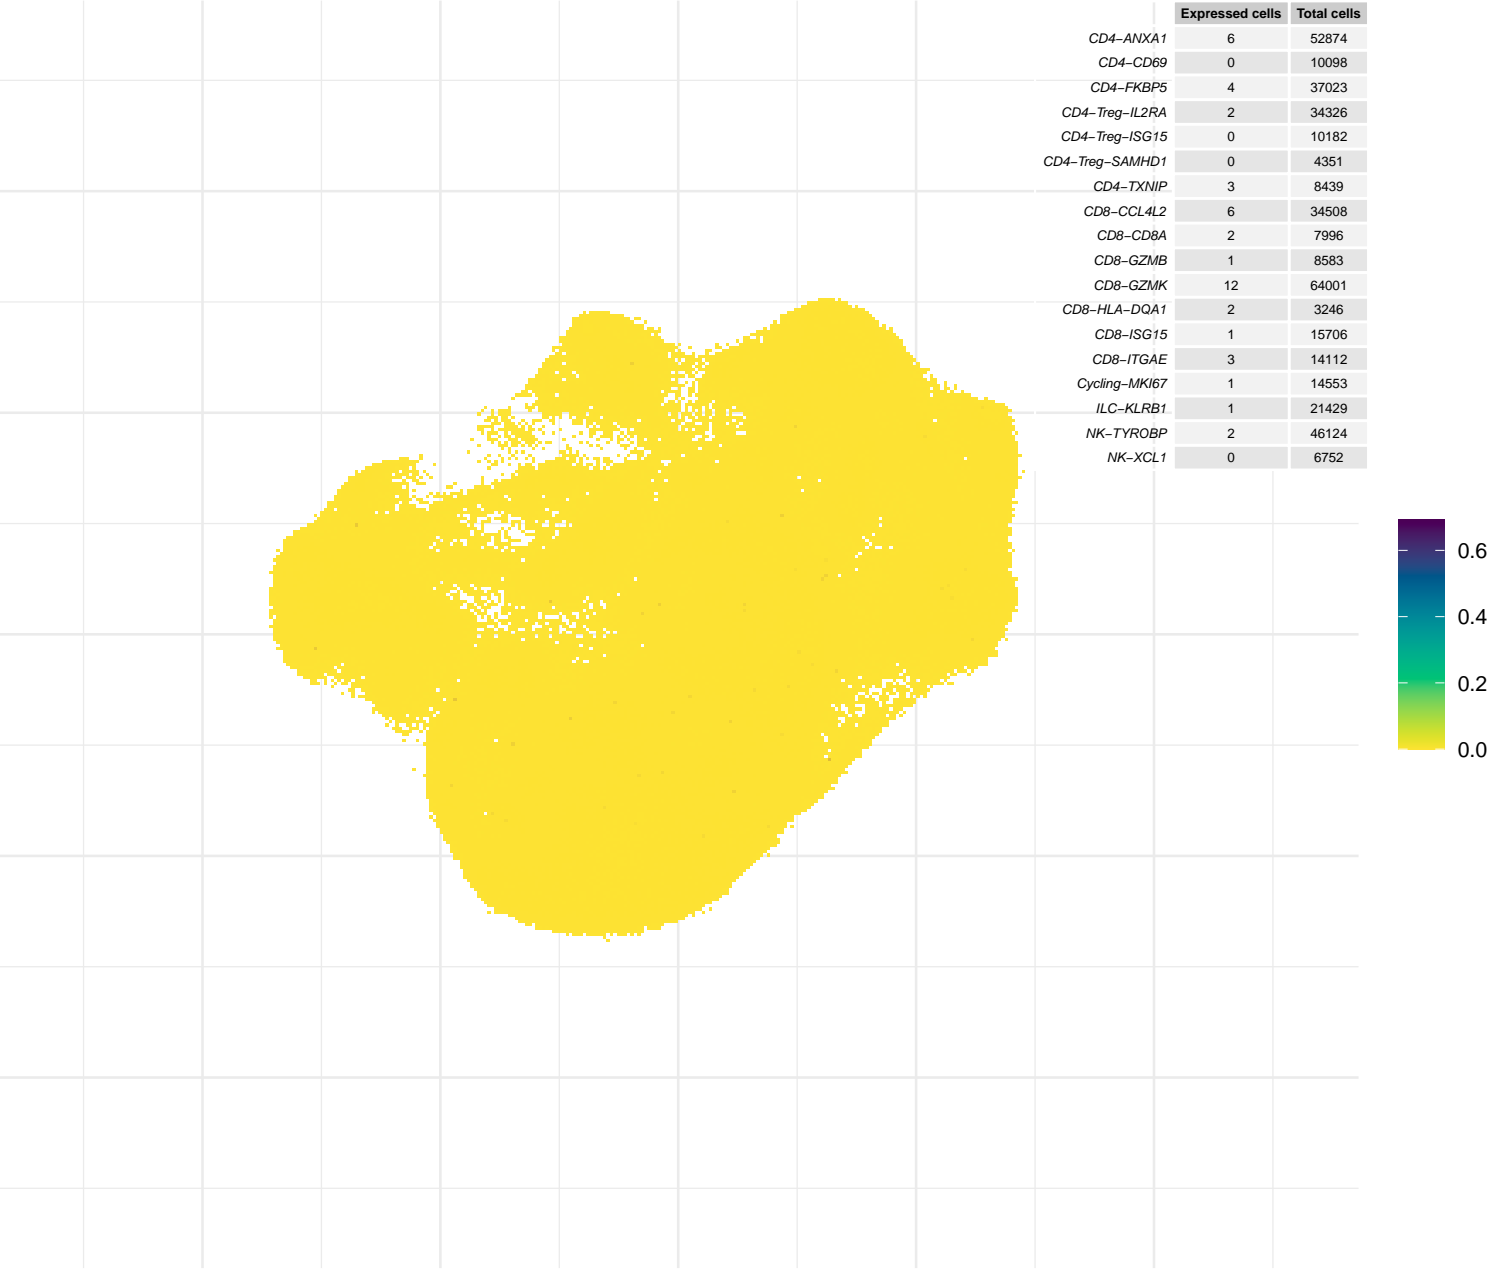 Expressed cells Total cells
CD4−ANXA1 6 52874
CD4−CD69 0 10098
CD4−FKBP5 4 37023
CD4−Treg−IL2RA 2 34326
CD4−Treg−ISG15 0 10182
CD4−Treg−SAMHD1 0 4351
CD4−TXNIP 3 8439
CD8−CCL4L2 6 34508
CD8−CD8A 2 7996
CD8−GZMB 1 8583
CD8−GZMK 12 64001
CD8−HLA−DQA1 2 3246
CD8−ISG15 1 15706
CD8−ITGAE 3 14112
Cycling−MKI67 1 14553
ILC−KLRB1 1 21429
NK−TYROBP 2 46124
NK−XCL1 0 6752
0.6
0.4
0.2
0.0